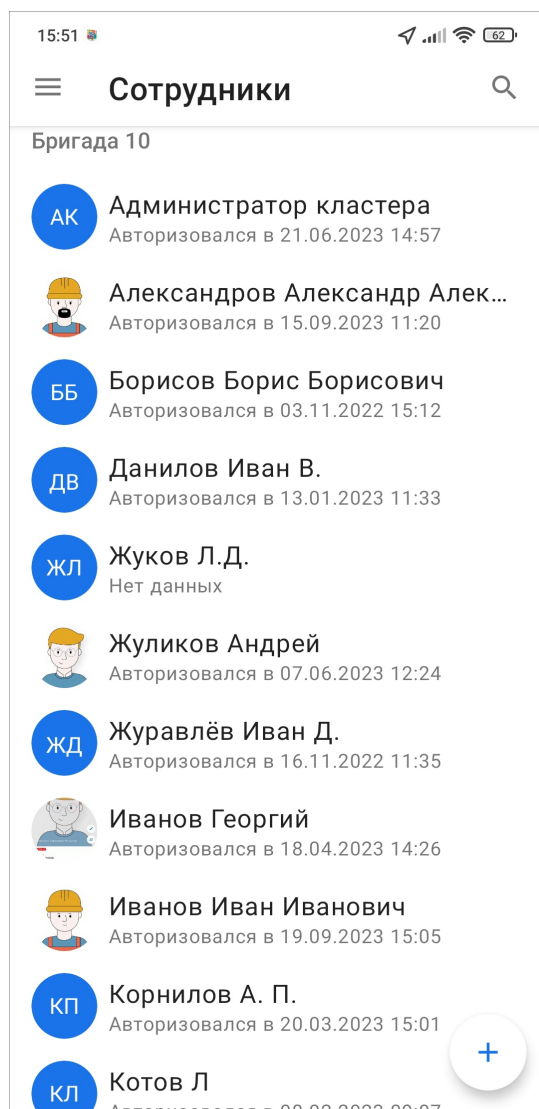 15:51
62
Сотрудники
Бригада 10
АК
Администратор кластера
Авторизовался в 21.06.2023 14:57
Александров Александр Алек...
Авторизовался в 15.09.2023 11:20
ББ
Борисов Борис Борисович
Авторизовался в 03.11.2022 15:12
ДВ
Данилов Иван В.
Авторизовался в 13.01.2023 11:33
ЖЛ
Жуков Л.Д.
Нет данных
Жуликов Андрей
Авторизовался в 07.06.2023 12:24
ЖД
Журавлёв Иван Д.
Авторизовался в 16.11.2022 11:35
Иванов Георгий
Авторизовался в 18.04.2023 14:26
Иванов Иван Иванович
Авторизовался в 19.09.2023 15:05
КП
Корнилов А. П.
Авторизовался в 20.03.2023 15:01
КЛ
Котов Л